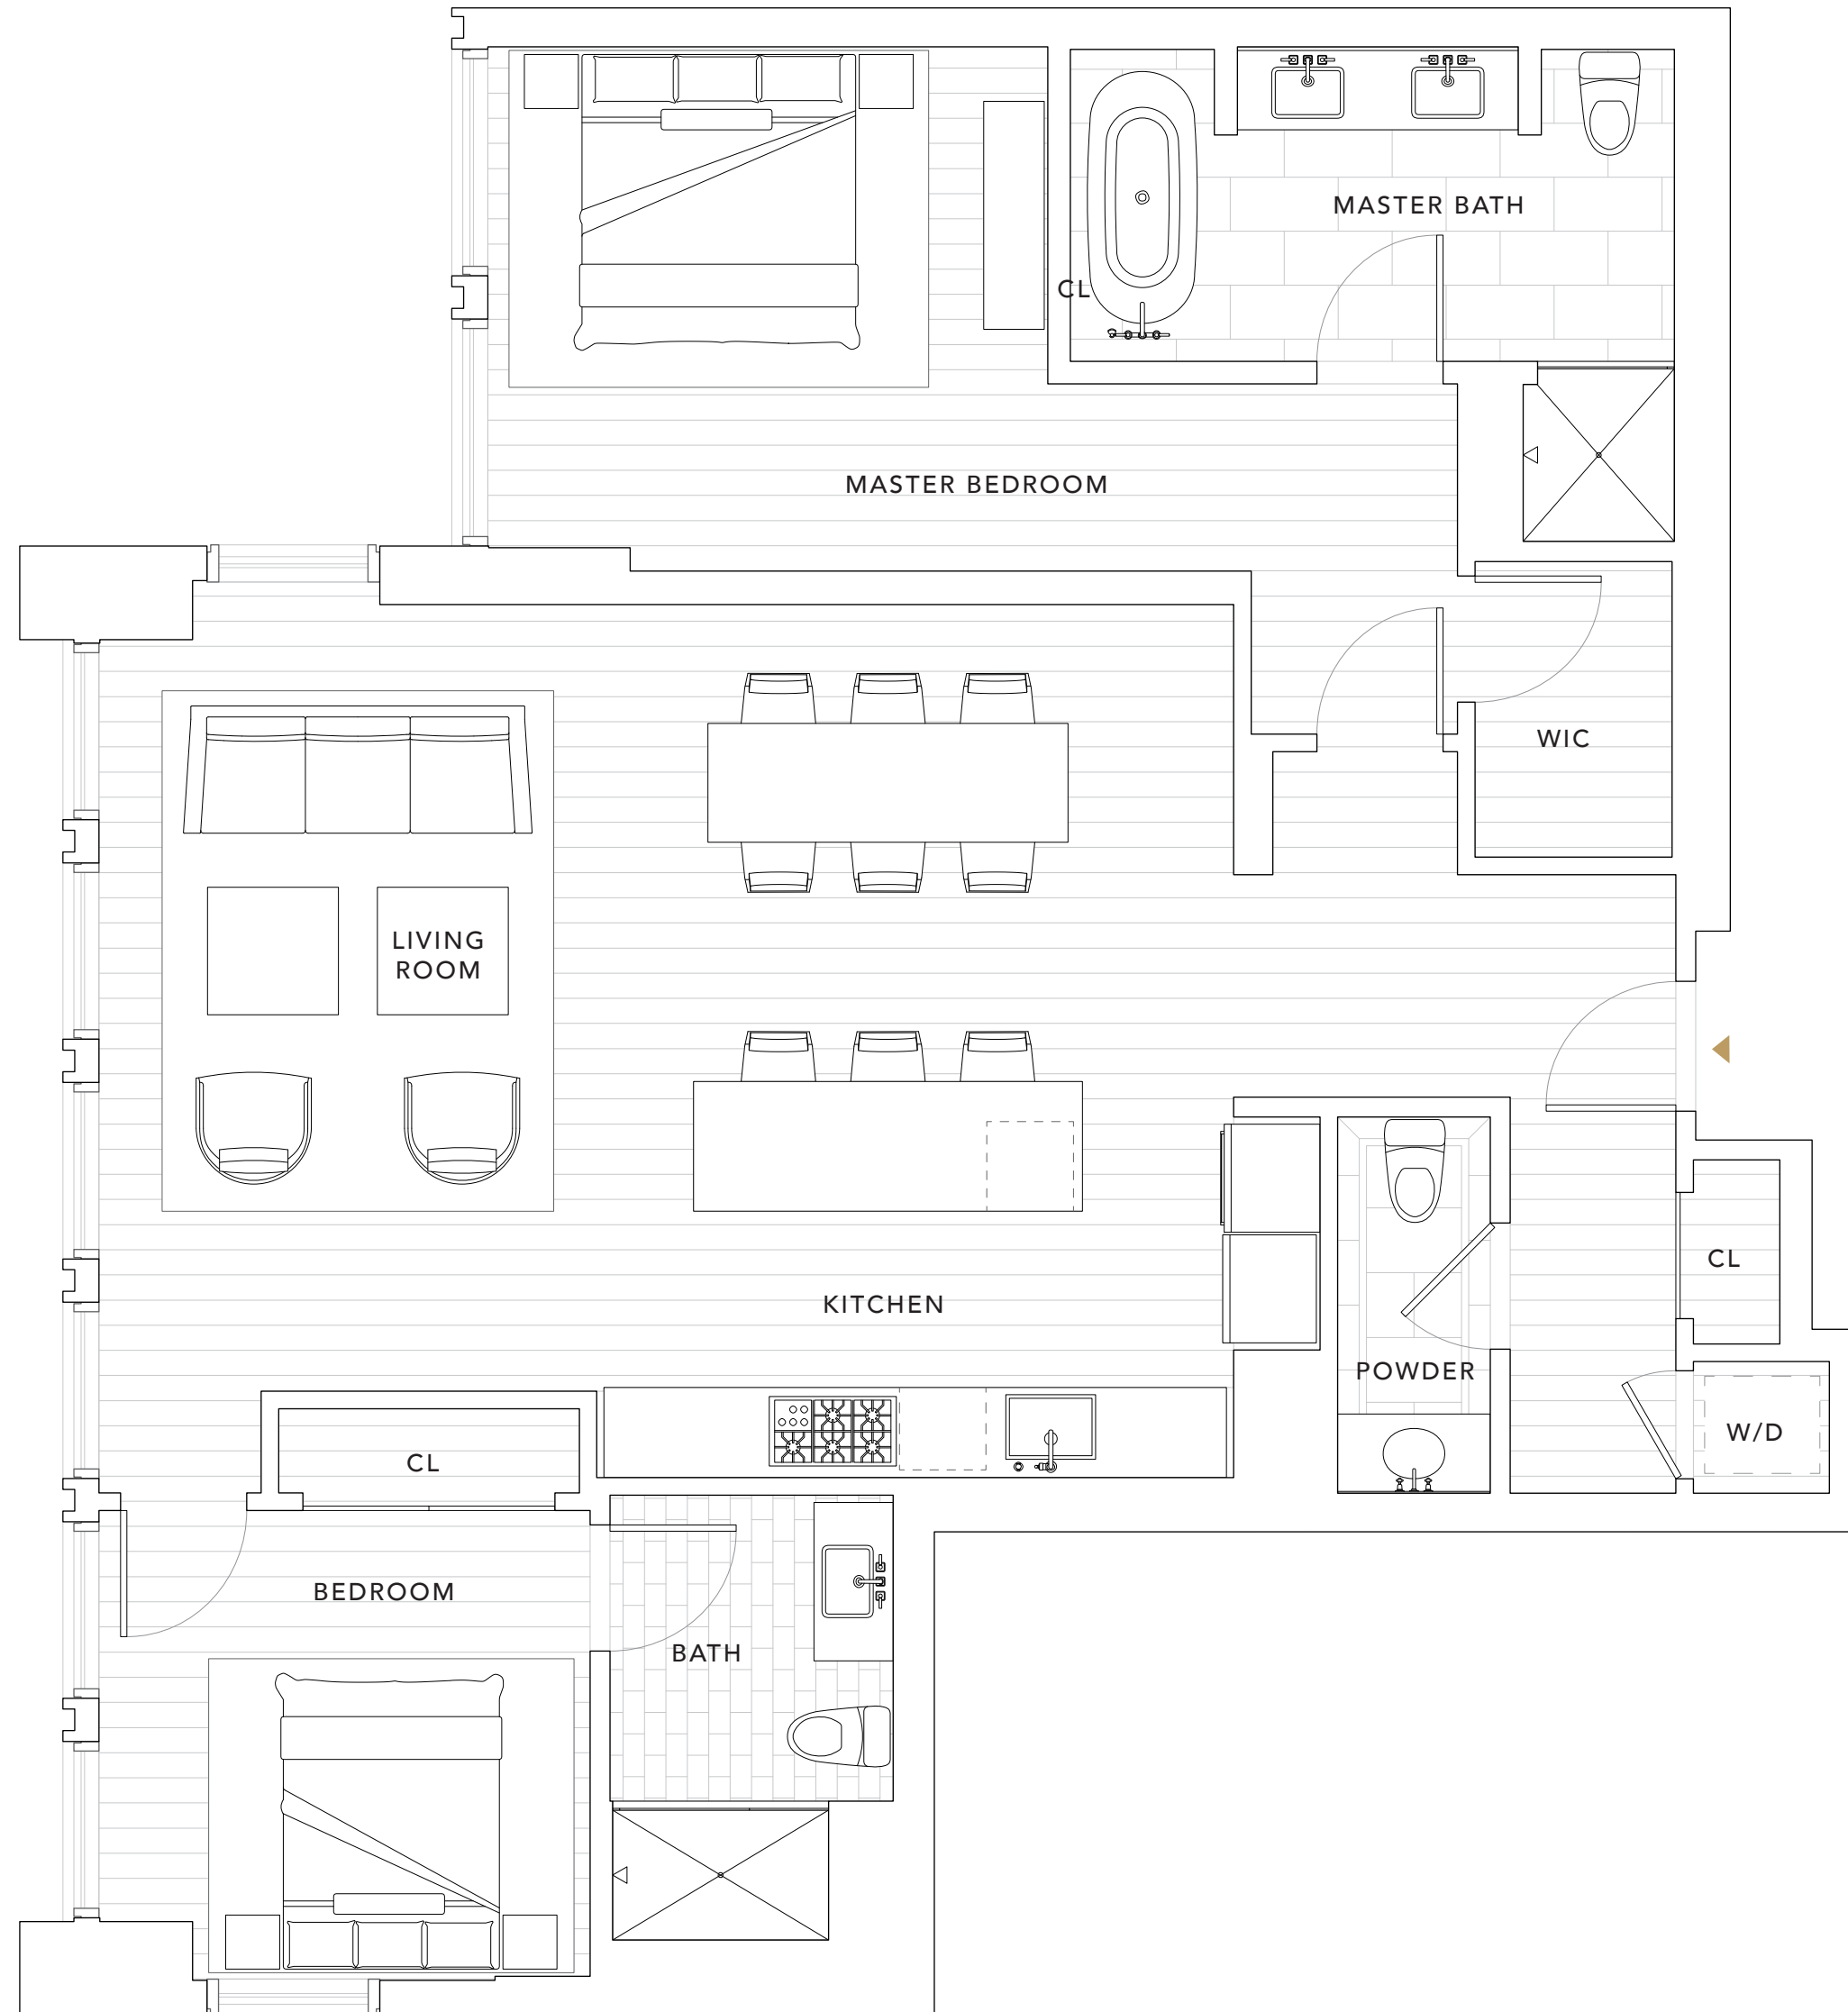 MASTER BATH
CL
MASTER BEDROOM
WIC
LIVING
ROOM
CL
KITCHEN
POWDER
W/D
CL
BEDROOM
BATH